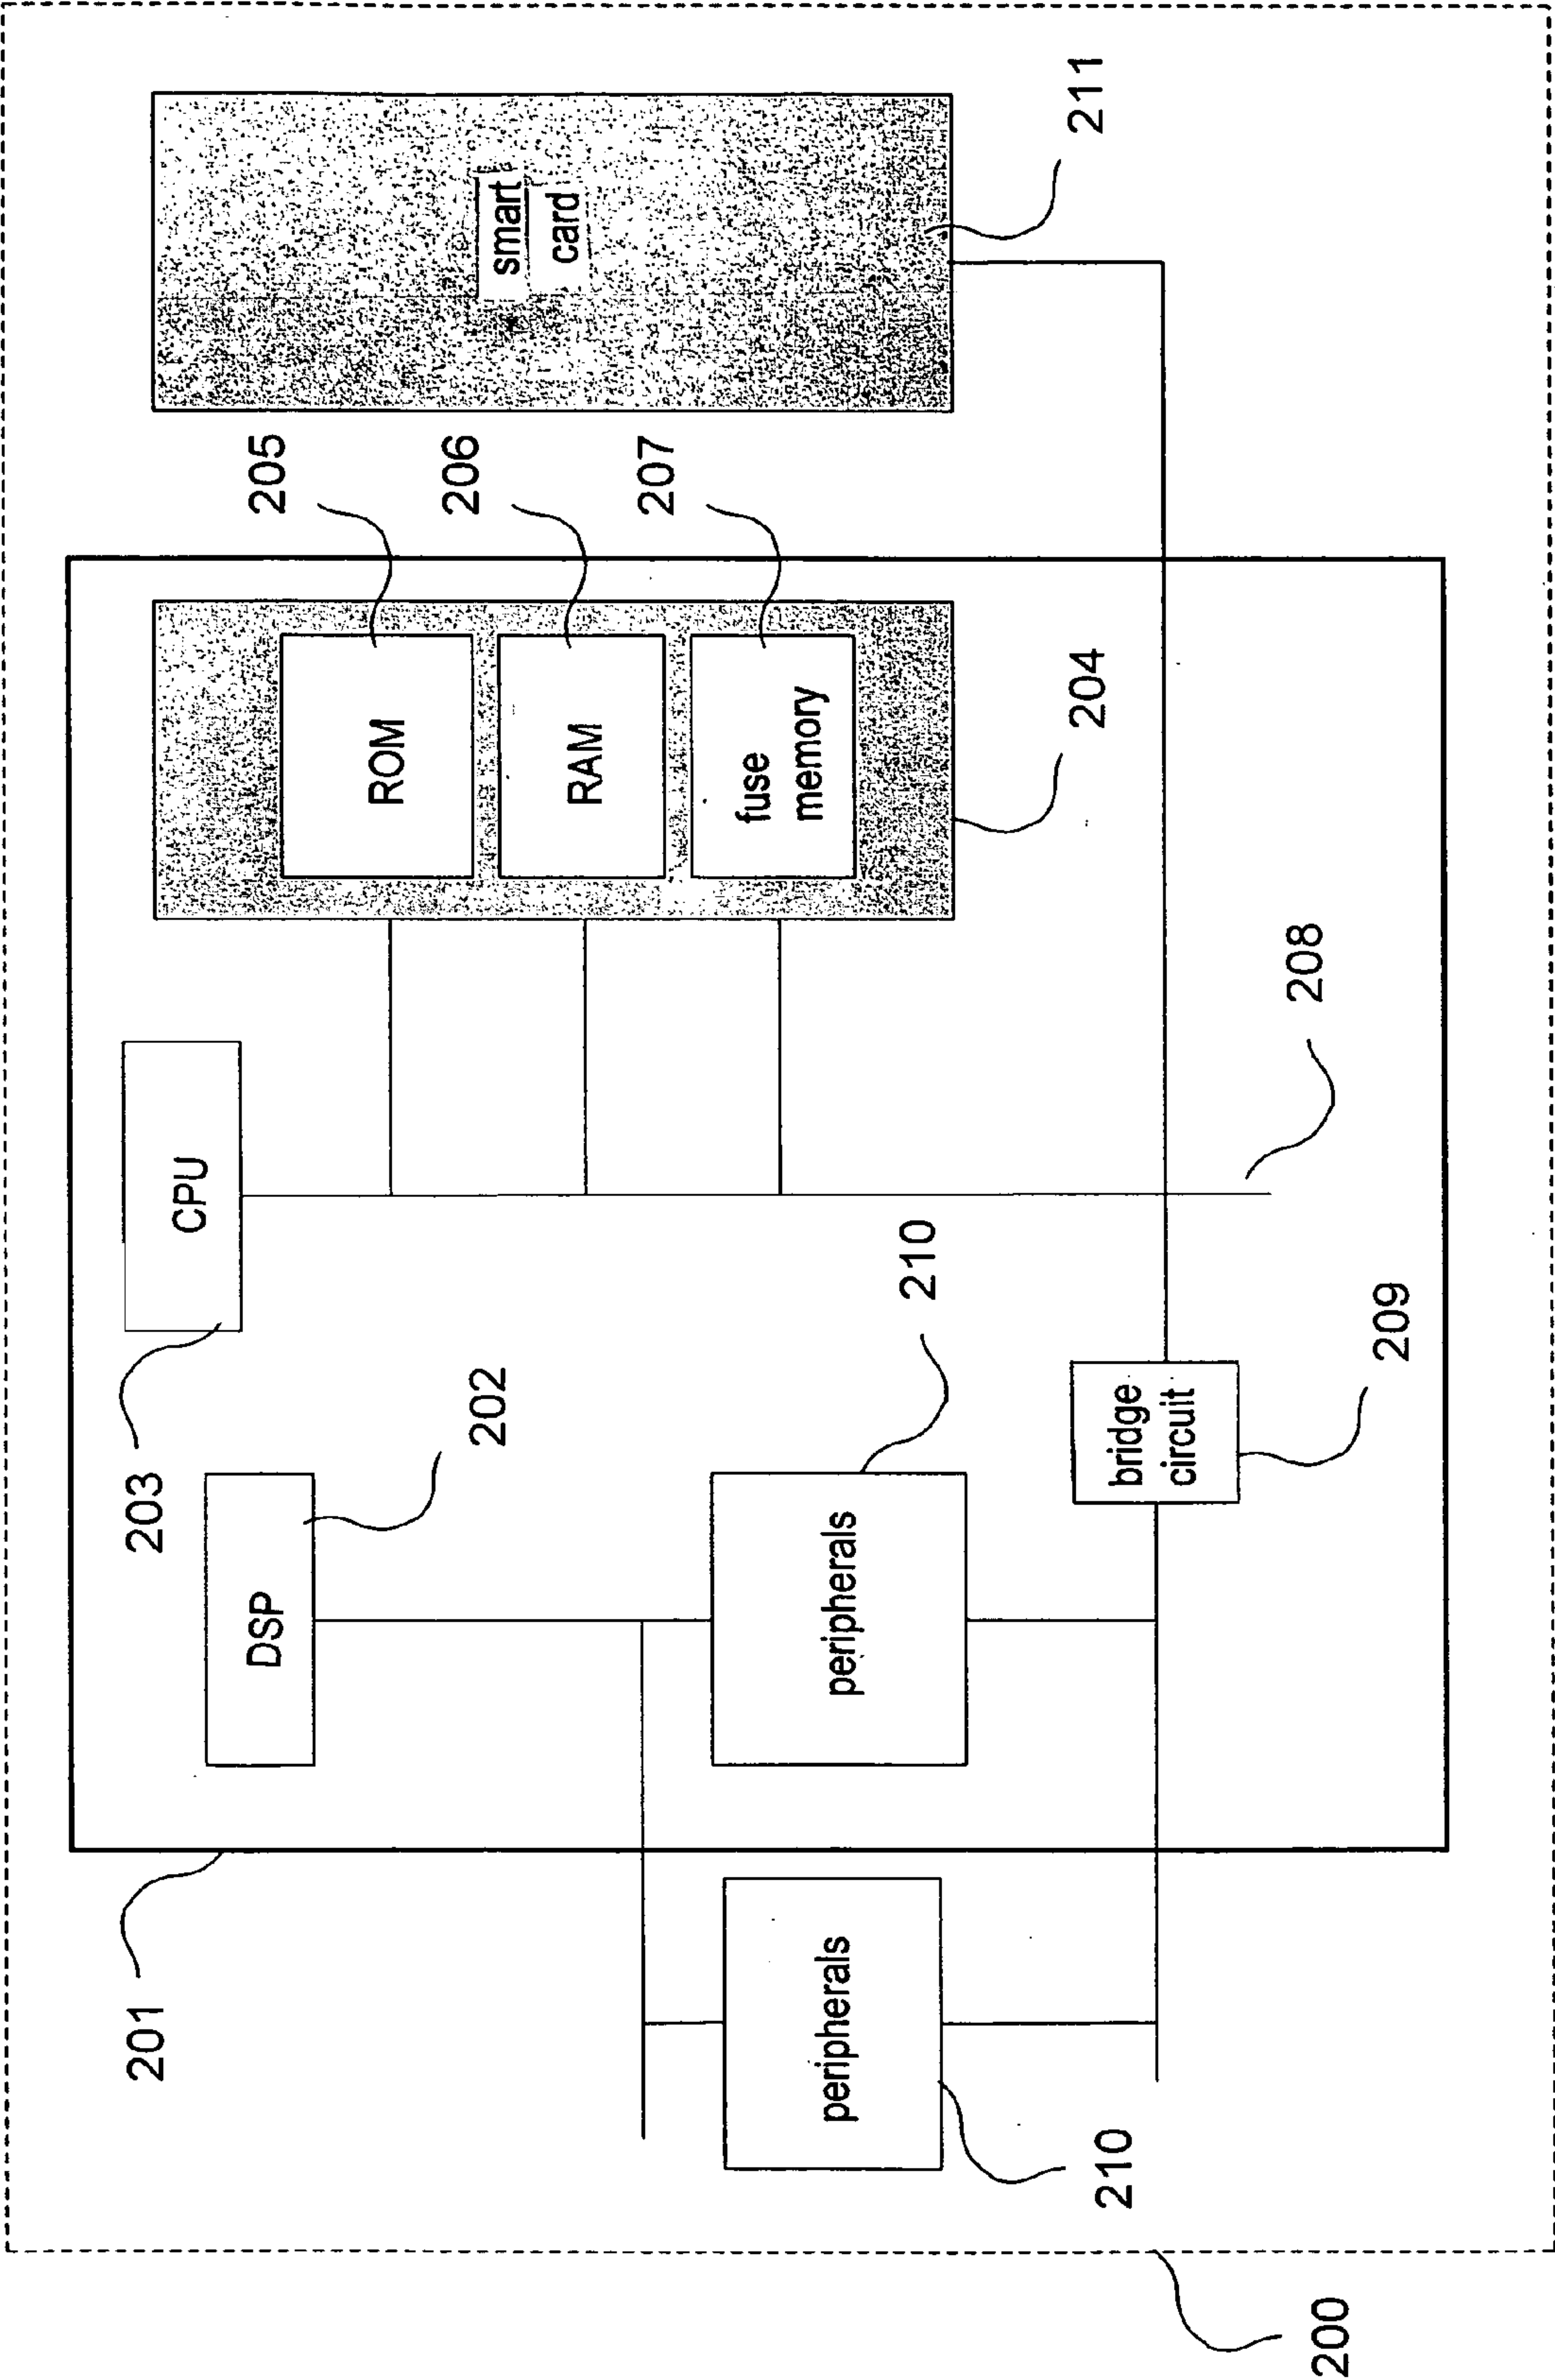 201
203
CPU
205
206
207
smart
card
211
DSP
202
ROM
RAM
fuse
memory
204
210
peripherals
peripherals
210
208
bridge
circuit
209
200